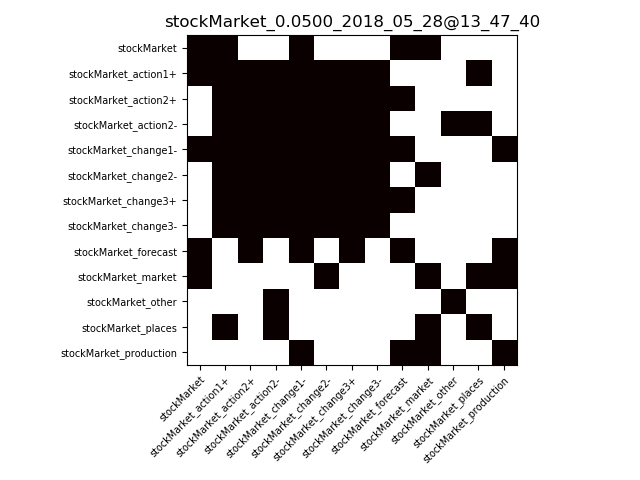 stockMarket_0.0500_2018_05_28@13_47_40
stockMarket
stockMarket_action1+
stockMarket_action2+
stockMarket_action2-
stockMarket_change1-
stockMarket_change2-
stockMarket_change3+
stockMarket_change3-
stockMarket_forecast
stockMarket_market
stockMarket_other
stockMarket_places
stockMarket_production
stockMarket
stockMarket_action1+
stockMarket_action2+
stockMarket_action2-
stockMarket_change1-
stockMarket_change2-
stockMarket_change3+
stockMarket_change3-
stockMarket_forecast
stockMarket_market
stockMarket_other
stockMarket_places
stockMarket_production